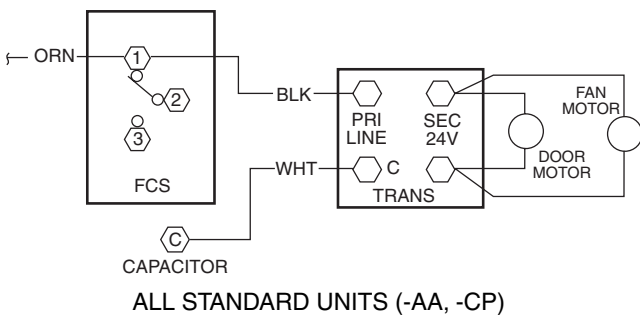 ORN
1
2
3
FCS
BLK
WHT
PRI
LINE
SEC
24V
C
TRANS
FAN
MOTOR
DOOR
MOTOR
C
CAPACITOR
ALL STANDARD UNITS (-AA, -CP)